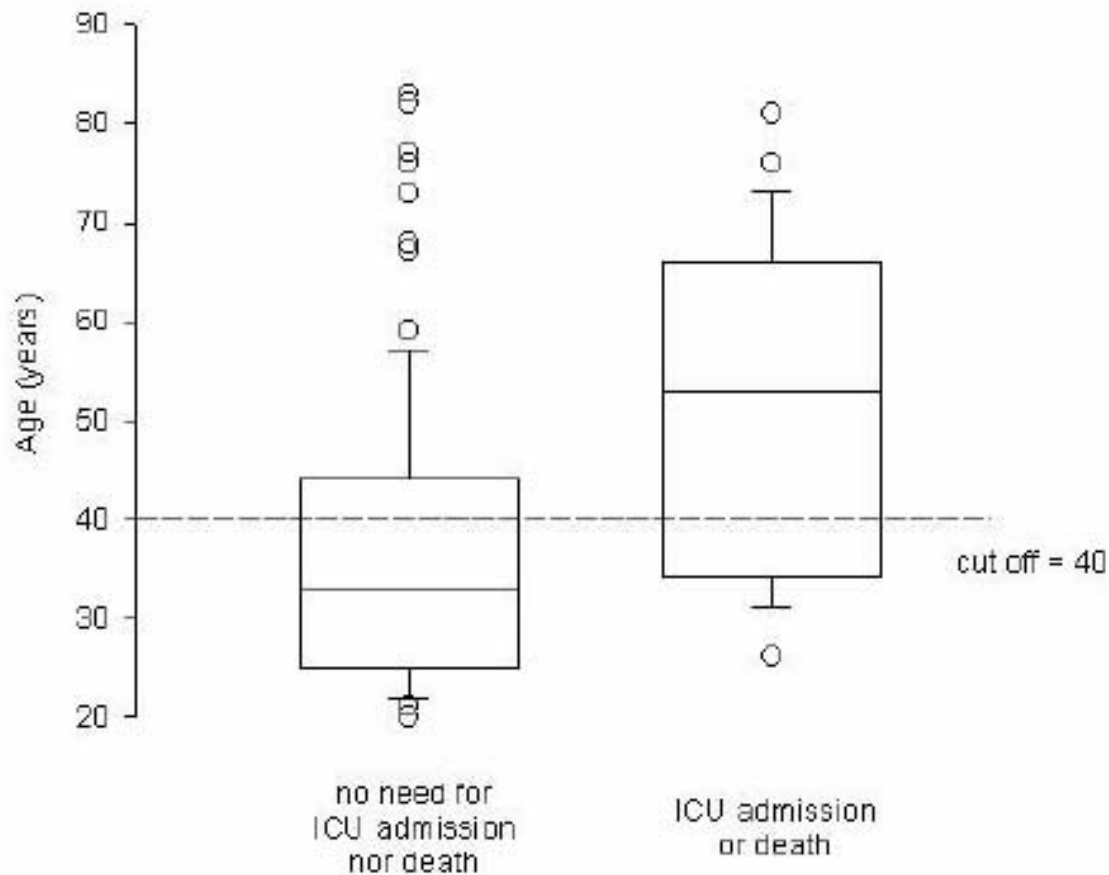 90
80
70
60
50
40
30
20
Age (years)
cut off = 40
no need for
ICU admission
nor death
ICU admission
or death